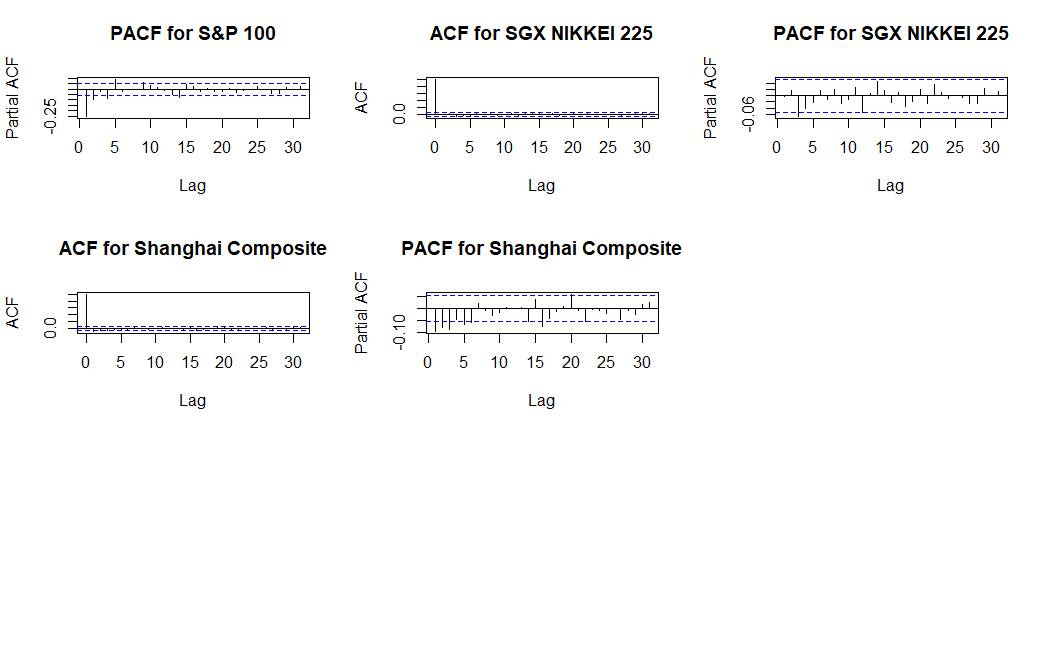 PACF for S&P 100
Partial ACF
-0.25
0 5 10 15 20 25 30
Lag
ACF for SGX NIKKEI 225
ACF
0.0
0 5 10 15 20 25 30
Lag
PACF for SGX NIKKEI 225
Partial ACF
-0.06
0 5 10 15 20 25 30
Lag
ACF for Shanghai Composite
ACF
0.0
0 5 10 15 20 25 30
Lag
PACF for Shanghai Composite
Partial ACF
-0.10
0 5 10 15 20 25 30
Lag